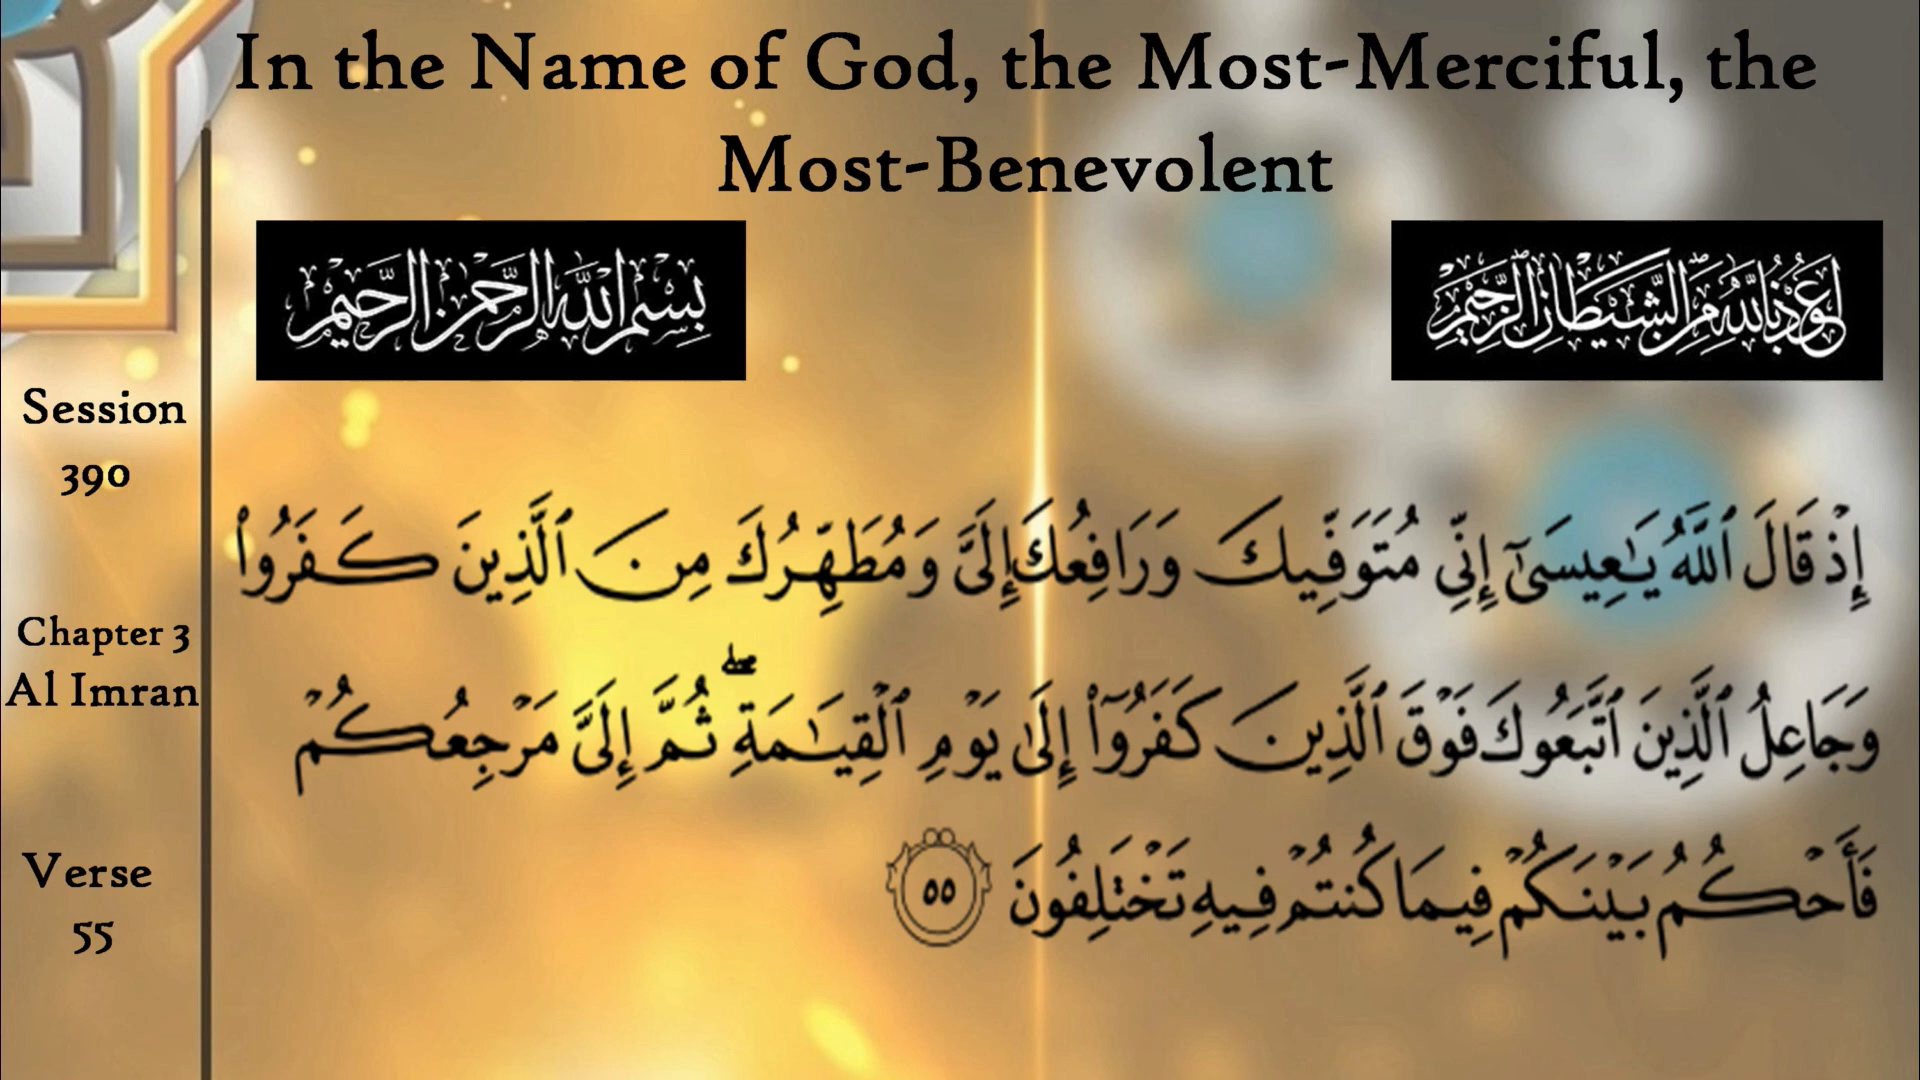 In the Name of God, the Most-Merciful, the
Most-Benevolent
بِسْمِ اللَّهِ الرَّحْمَٰنِ الرَّحِيمِ
اعُوذُ بِاللَّهِ مِنَ الشَّيْطَانِ الرَّجِيمِ
Session
390
Chapter 3
Al Imran
Verse
55
إِذْ قَالَ ٱللَّهُ يَـٰعِيسَىٰٓ إِنِّى مُتَوَفِّيكَ وَرَافِعُكَ إِلَىَّ وَمُطَهِّرُكَ مِنَ ٱلَّذِينَ كَفَرُوا۟
وَجَاعِلُ ٱلَّذِينَ ٱتَّبَعُوكَ فَوْقَ ٱلَّذِينَ كَفَرُوٓا۟ إِلَىٰ يَوْمِ ٱلْقِيَـٰمَةِ ۖ ثُمَّ إِلَىَّ مَرْجِعُكُمْ
فَأَحْكُمُ بَيْنَكُمْ فِيمَا كُنتُمْ فِيهِ تَخْتَلِفُونَ ٥٥